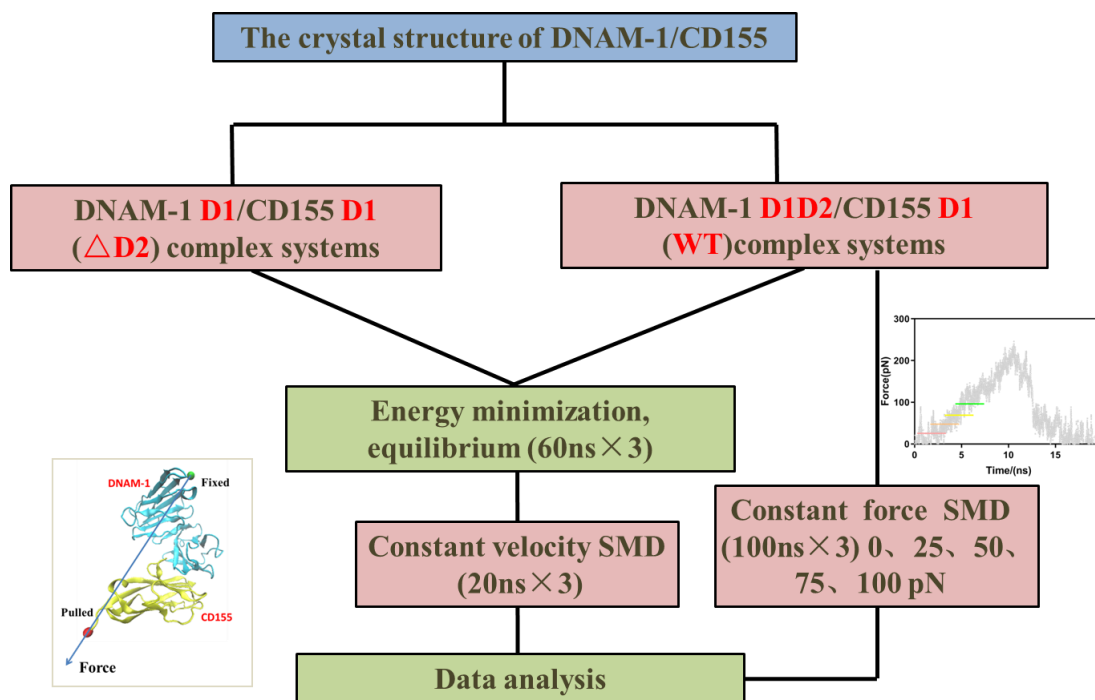 The crystal structure of DNAM-1/CD155
DNAM-1 D1/CD155 D1
(△D2) complex systems
DNAM-1 D1D2/CD155 D1
(WT)complex systems
Energy minimization,
equilibrium (60ns×3)
300
200
100
0
Force(pN)
0
5
10
15
Time/(ns)
DNAM-1
Fixed
Pulled
CD155
Force
Constant velocity SMD
(20ns×3)
Constant force SMD
(100ns×3) 0、25、50、
75、100 pN
Data analysis